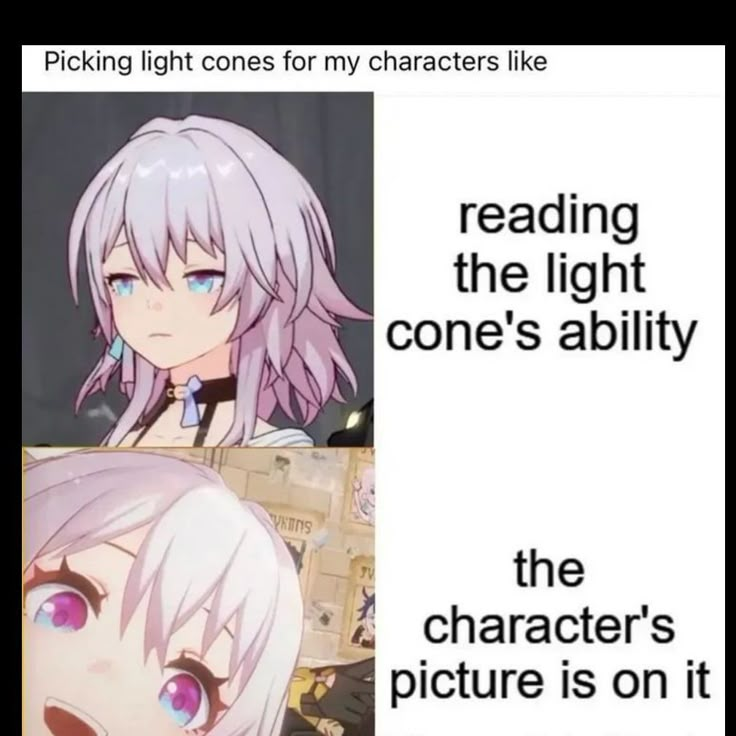 Picking light cones for my characters like
reading
the light
cone's ability
the
character's
picture is on it